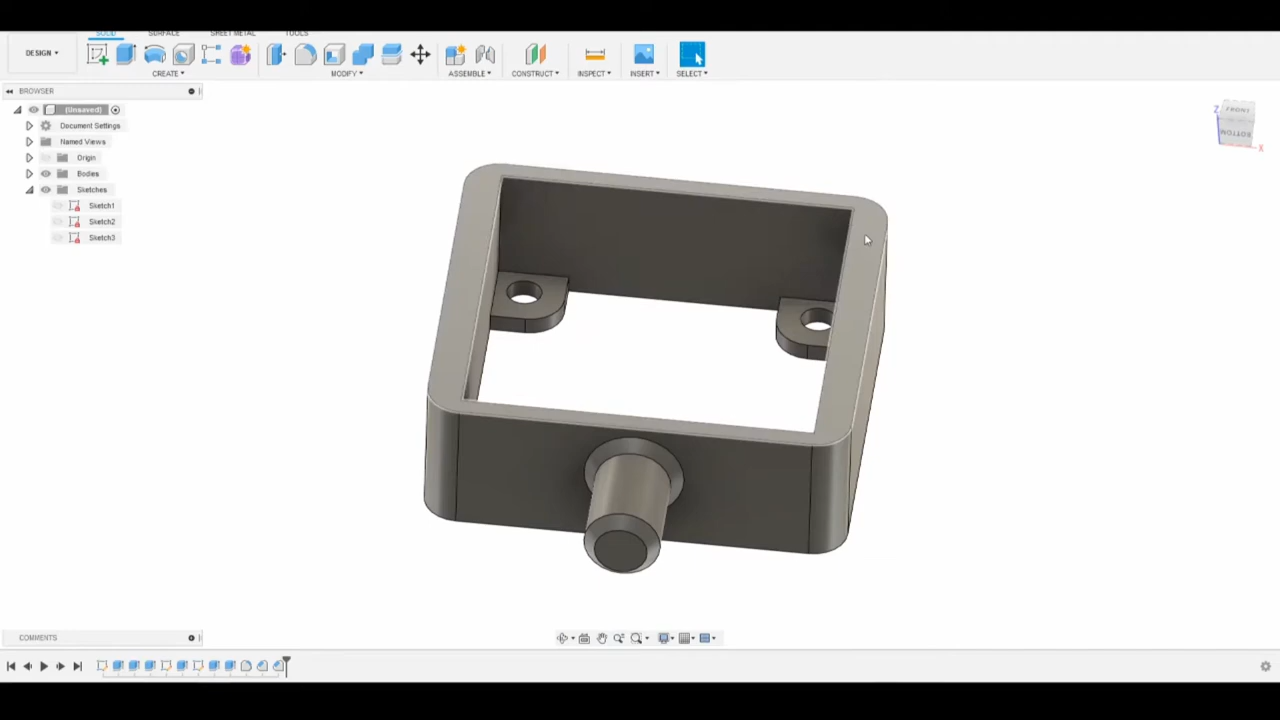 SOLID SURFACE SHEET METAL TOOLS
DESIGN
CREATE MODIFY ASSEMBLE CONSTRUCT INSPECT INSERT SELECT
BROWSER
(Unsaved)
Document Settings
Named Views
Origin
Bodies
Sketches
Sketch1
Sketch2
Sketch3
Z
FRONT
BOTTOM
X
COMMENTS